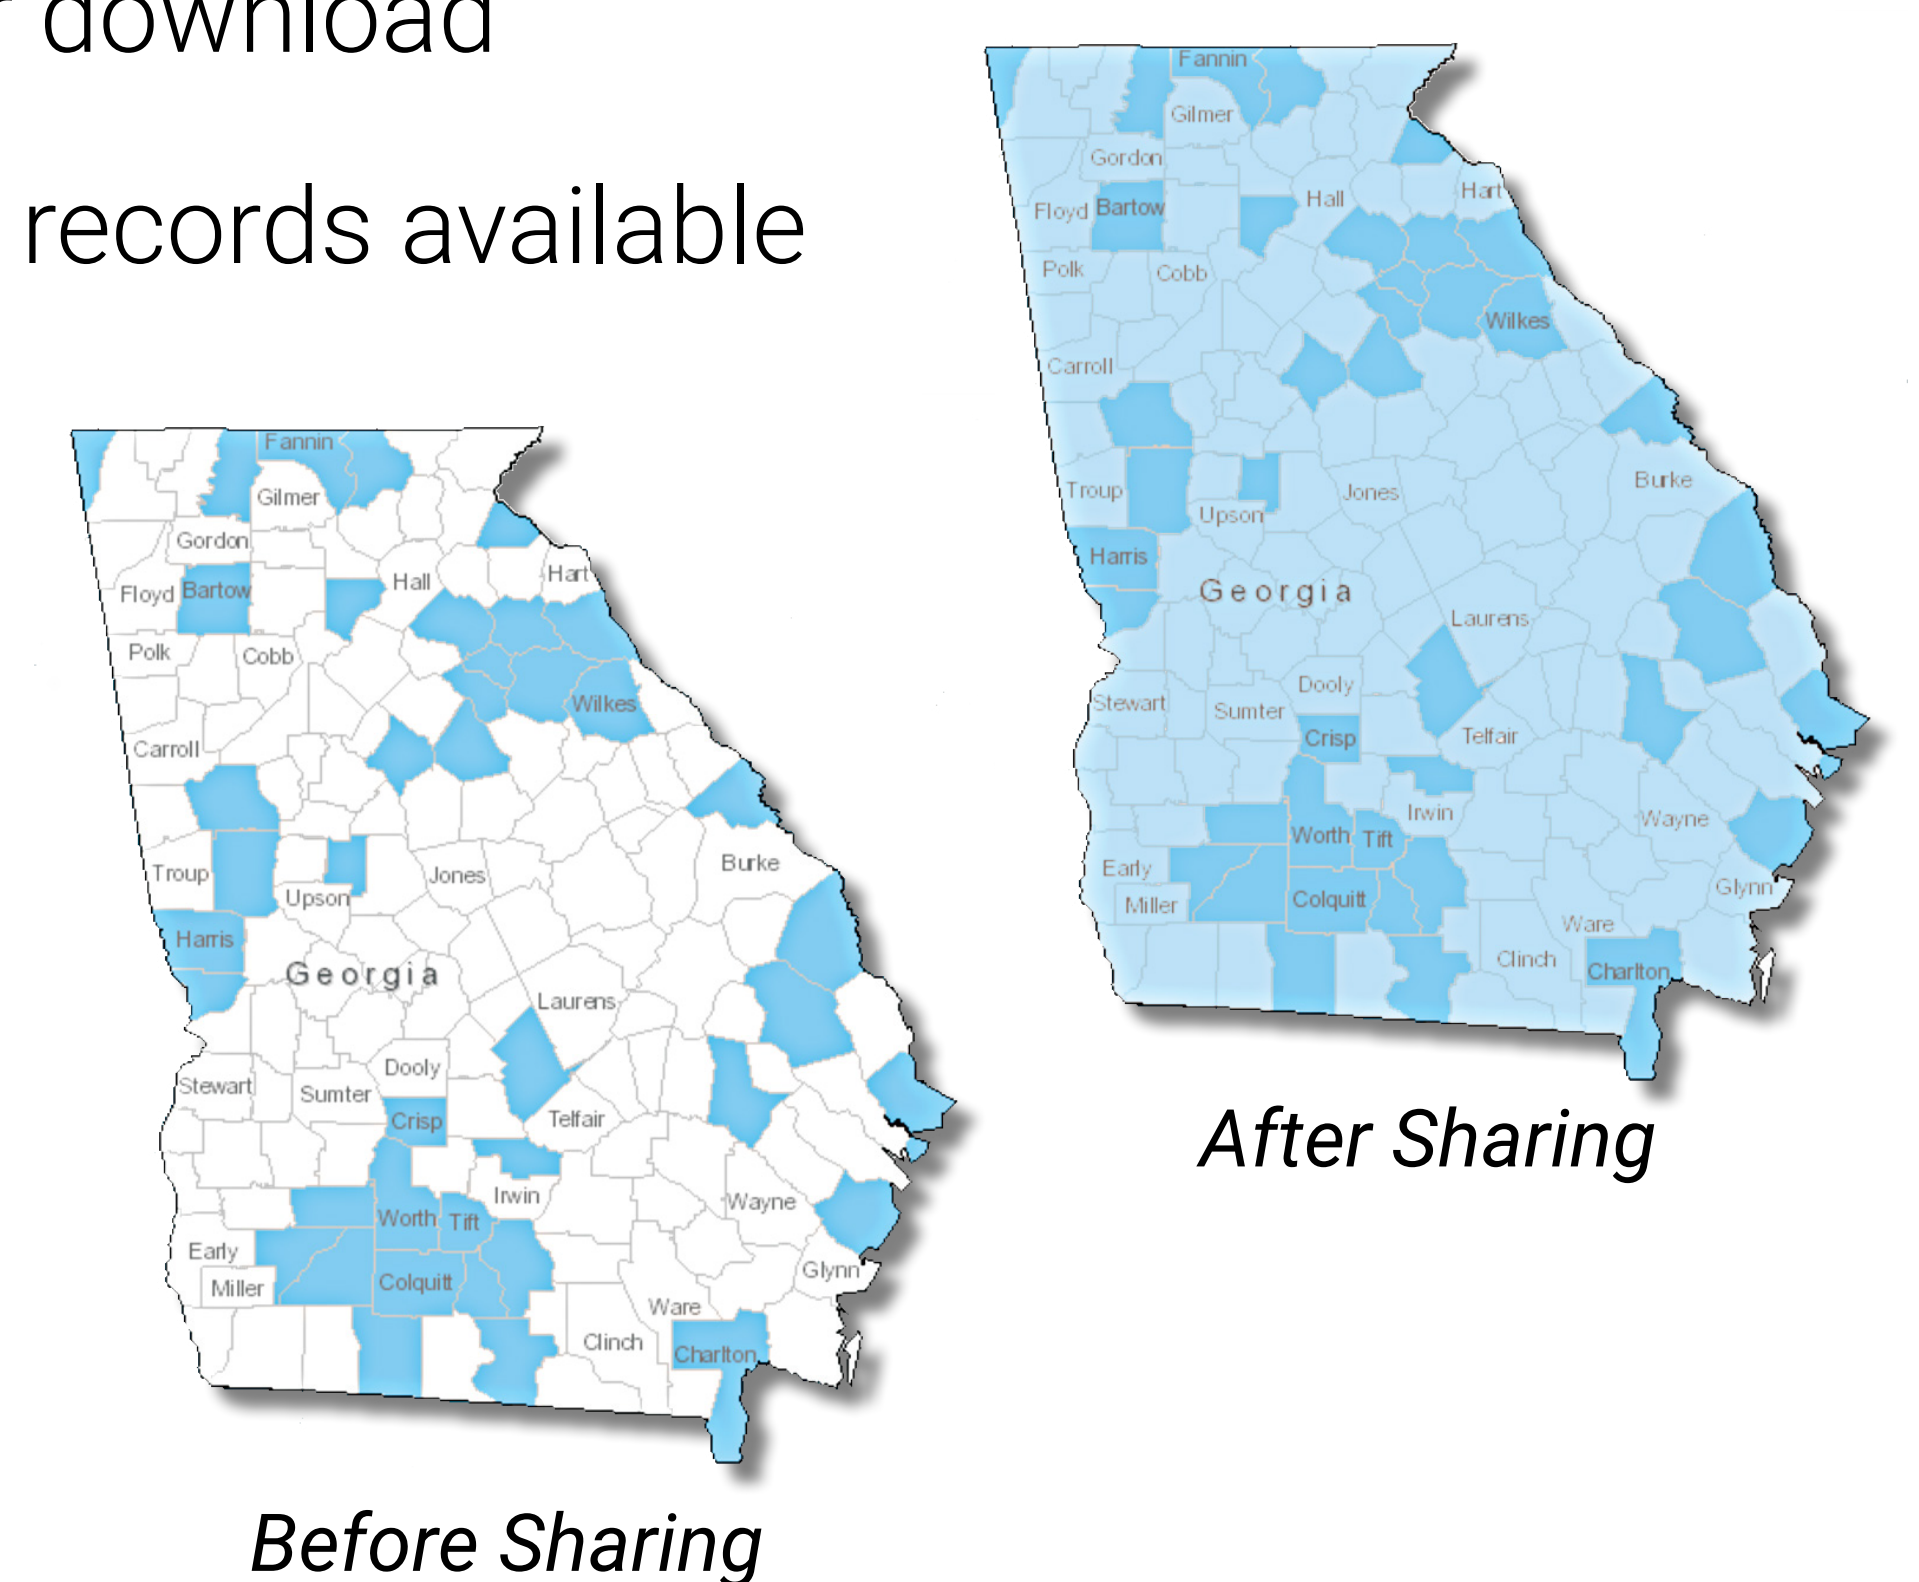 download
records available
Fannin
Gilmer
Gordon
Hall
Hart
Floyd
Bartow
Polk
Cobb
Wilkes
Carroll
Troup
Upson
Jones
Burke
Harris
Georgia
Laurens
Dooly
Stewart
Sumter
Crisp
Telfair
Irwin
Worth
Tift
Wayne
Early
Miller
Colquitt
Glynn
Ware
Clinch
Charlton
Before Sharing
Fannin
Gilmer
Gordon
Hall
Hart
Floyd
Bartow
Polk
Cobb
Wilkes
Carroll
Troup
Upson
Jones
Burke
Harris
Georgia
Laurens
Dooly
Stewart
Sumter
Crisp
Telfair
Irwin
Worth
Tift
Wayne
Early
Miller
Colquitt
Glynn
Ware
Clinch
Charlton
After Sharing